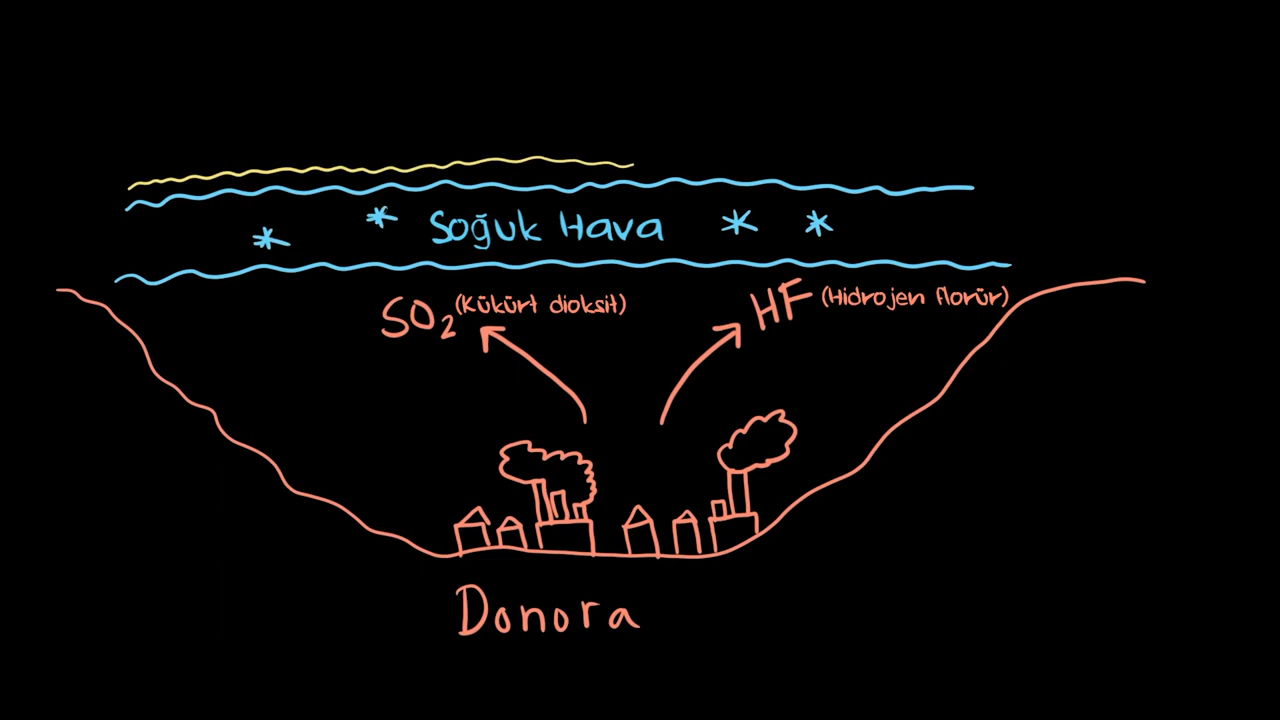 Soğuk Hava
SO₂ (Kükürt dioksit)
HF (Hidrojen florür)
Donora